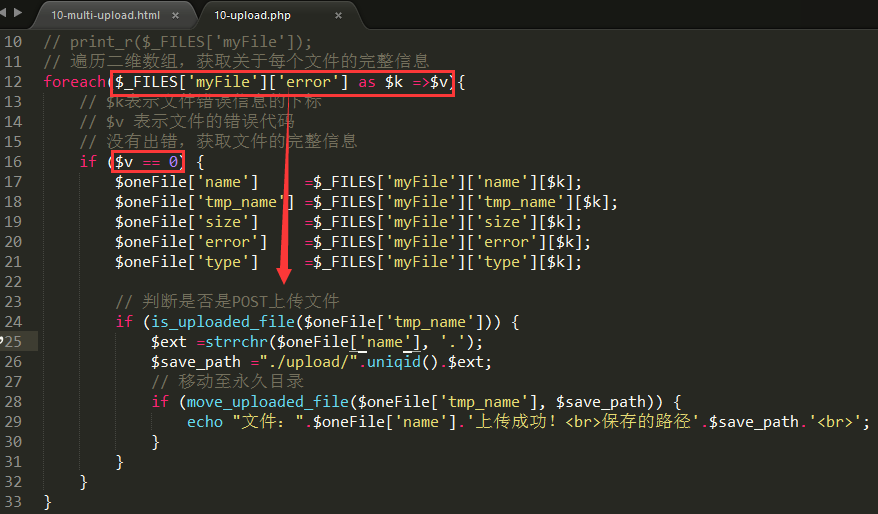 10-multi-upload.html × 10-upload.php ×
10 // print_r($_FILES['myFile']);
11 // 遍历二维数组，获取关于每个文件的完整信息
12 foreach($_FILES['myFile']['error'] as $k =>$v){
13 // $k表示文件错误信息的下标
14 // $v 表示文件的错误代码
15 // 没有出错，获取文件的完整信息
16 if ($v == 0) {
17 $oneFile['name'] =$_FILES['myFile']['name'][$k];
18 $oneFile['tmp_name'] =$_FILES['myFile']['tmp_name'][$k];
19 $oneFile['size'] =$_FILES['myFile']['size'][$k];
20 $oneFile['error'] =$_FILES['myFile']['error'][$k];
21 $oneFile['type'] =$_FILES['myFile']['type'][$k];
22
23 // 判断是否是POST上传文件
24 if (is_uploaded_file($oneFile['tmp_name'])) {
25 $ext =strrchr($oneFile['name'], '.');
26 $save_path ="./upload/".uniqid().$ext;
27 // 移动至永久目录
28 if (move_uploaded_file($oneFile['tmp_name'], $save_path)) {
29 echo "文件：".$oneFile['name'].'上传成功！<br>保存的路径'.$save_path.'<br>';
30 }
31 }
32 }
33 }